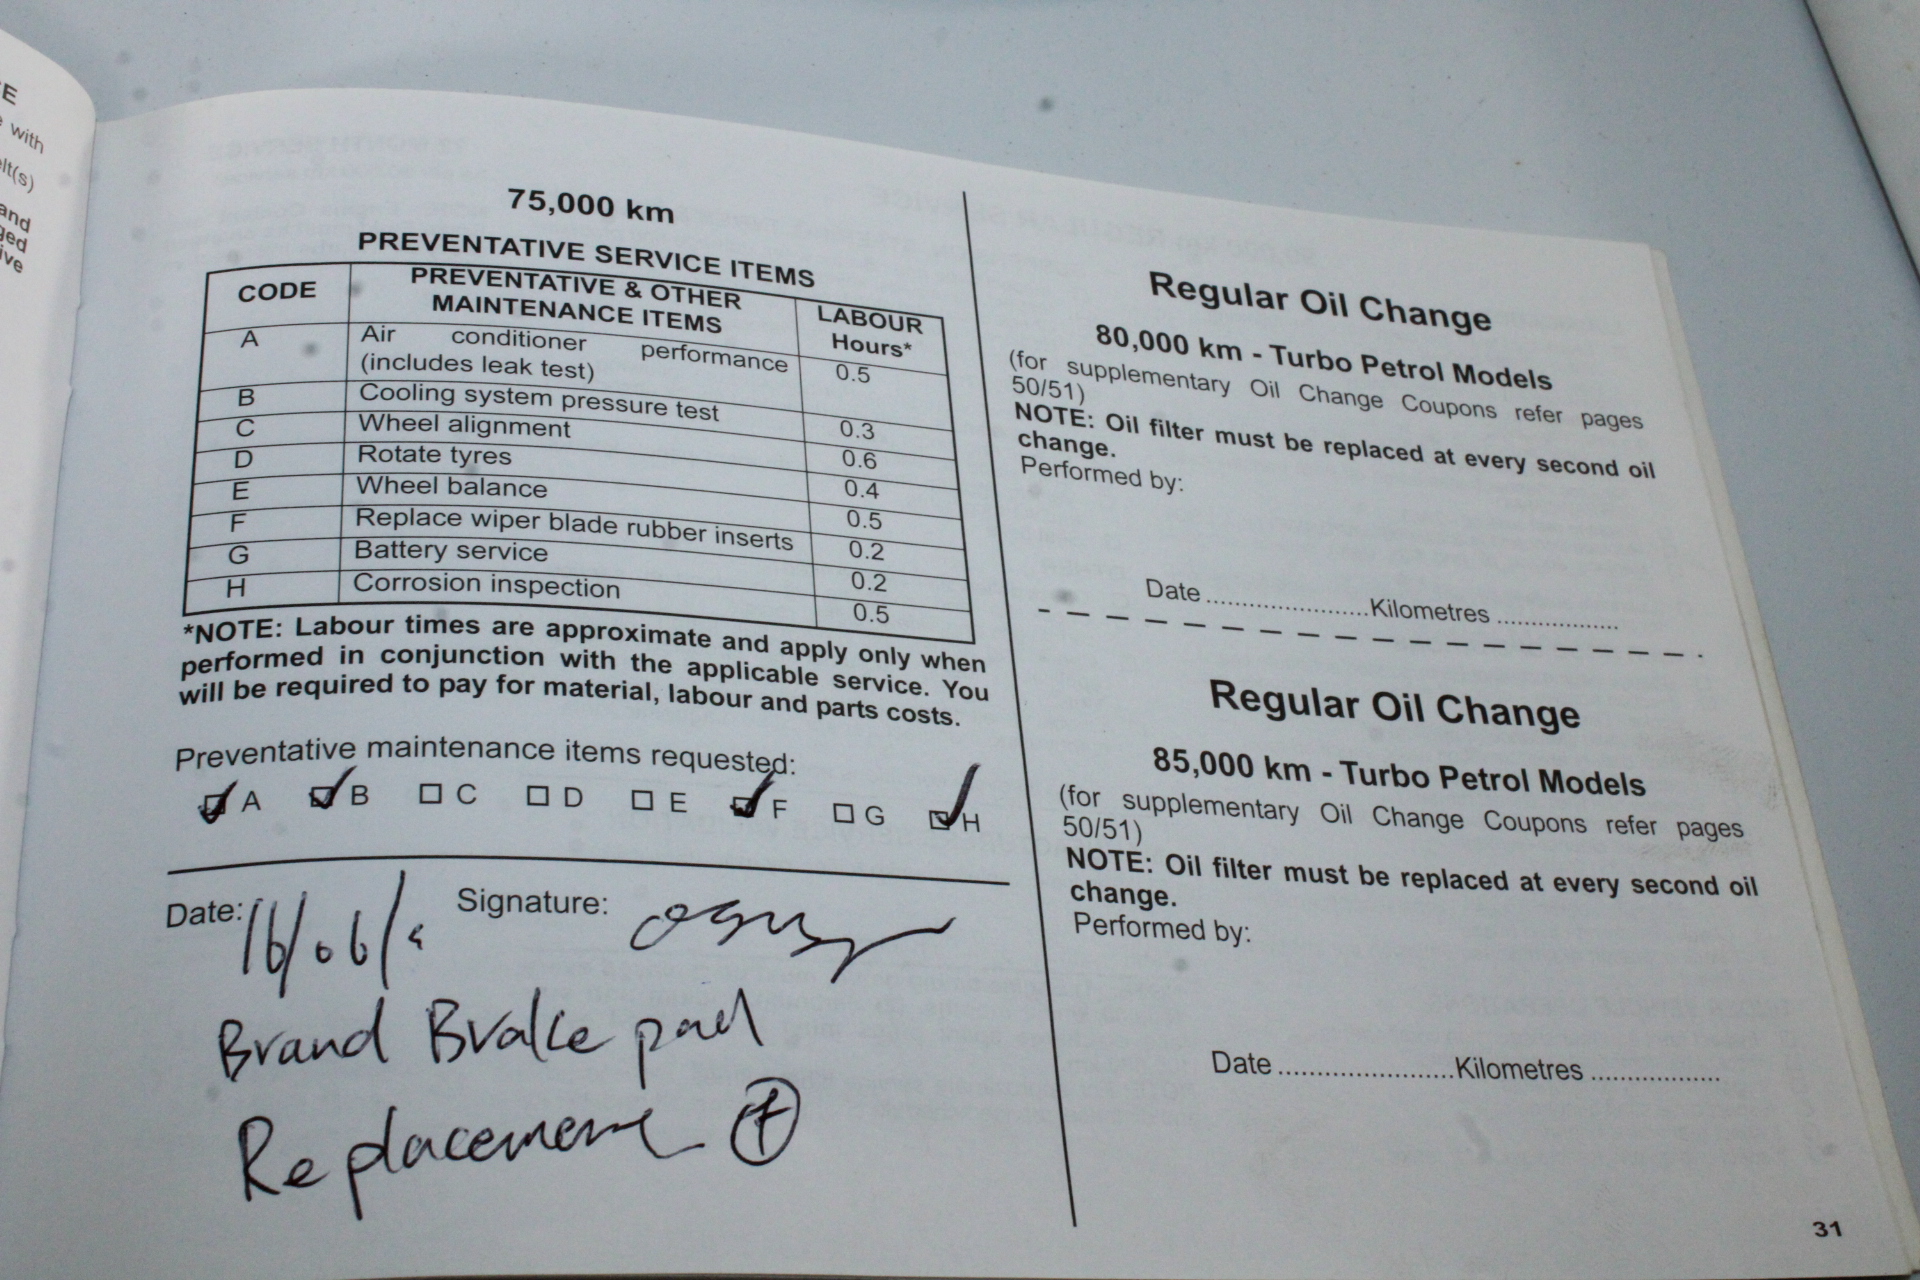 E
with
lt(s)
and
ged
ive
75,000 km
PREVENTATIVE SERVICE ITEMS
CODE PREVENTATIVE & OTHER MAINTENANCE ITEMS LABOUR Hours*
A Air conditioner performance (includes leak test) 0.5
B Cooling system pressure test 0.3
C Wheel alignment 0.6
D Rotate tyres 0.4
E Wheel balance 0.5
F Replace wiper blade rubber inserts 0.2
G Battery service 0.2
H Corrosion inspection 0.5
*NOTE: Labour times are approximate and apply only when
performed in conjunction with the applicable service. You
will be required to pay for material, labour and parts costs.
Preventative maintenance items requested:
A B C D E F G H
Date: 16/06/ Signature:
Brand Brake pad
Replacement
Regular Oil Change
80,000 km - Turbo Petrol Models
(for supplementary Oil Change Coupons refer pages
50/51)
NOTE: Oil filter must be replaced at every second oil
change.
Performed by:
Date ........................Kilometres ..................
Regular Oil Change
85,000 km - Turbo Petrol Models
(for supplementary Oil Change Coupons refer pages
50/51)
NOTE: Oil filter must be replaced at every second oil
change.
Performed by:
Date ........................Kilometres ..................
31